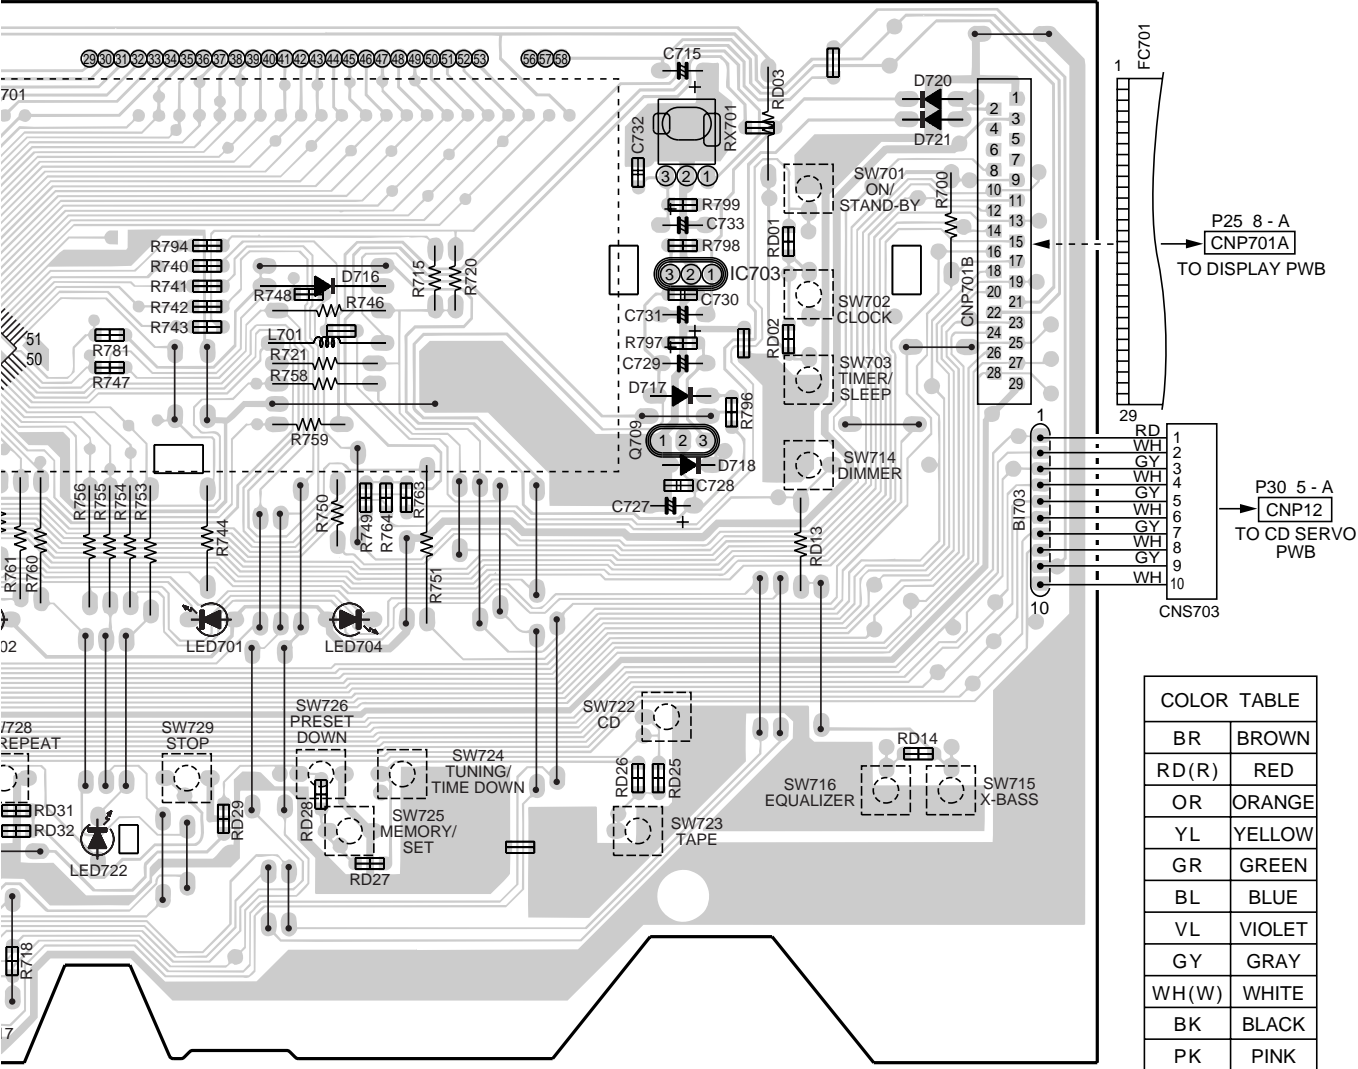 29 30 31 32 33 34 35 36 37 38 39 40 41 42 43 44 45 46 47 48 49 50 51 52 53 56 57 58
701
C715
RD03
C732
RX701
3 2 1
D720
D721
1
2
3
4
5
6
7
8
9
10
11
12
13
14
15
16
17
18
19
20
21
22
23
24
25
26
27
28
29
1
FC701
29
SW701
ON/
STAND-BY
R700
RD01
R799
C733
R798
3 2 1
IC703
C730
C731
R797
C729
D717
R796
Q709
1 2 3
D718
C728
C727
SW702
CLOCK
RD02
SW703
TIMER/
SLEEP
SW714
DIMMER
RD13
CNP701B
P25 8 - A
CNP701A
TO DISPLAY PWB
R794
R740
R741
R742
R743
D716
R748
R746
L701
R721
R758
R759
R715
R720
51
50
R781
R747
1
BI703
10
RD
WH
GY
WH
GY
WH
GY
WH
GY
WH
1
2
3
4
5
6
7
8
9
10
CNS703
P30 5 - A
CNP12
TO CD SERVO
PWB
R761
R760
R756
R755
R754
R753
R744
R750
R749
R764
R763
R751
02
LED701
LED704
728
REPEAT
SW729
STOP
SW726
PRESET
DOWN
SW724
TUNING/
TIME DOWN
SW725
MEMORY/
SET
RD31
RD32
RD29
RD28
RD27
LED722
R718
17
SW722
CD
RD26
RD25
SW723
TAPE
RD14
SW716
EQUALIZER
SW715
X-BASS
COLOR TABLE
BR BROWN
RD(R) RED
OR ORANGE
YL YELLOW
GR GREEN
BL BLUE
VL VIOLET
GY GRAY
WH(W) WHITE
BK BLACK
PK PINK